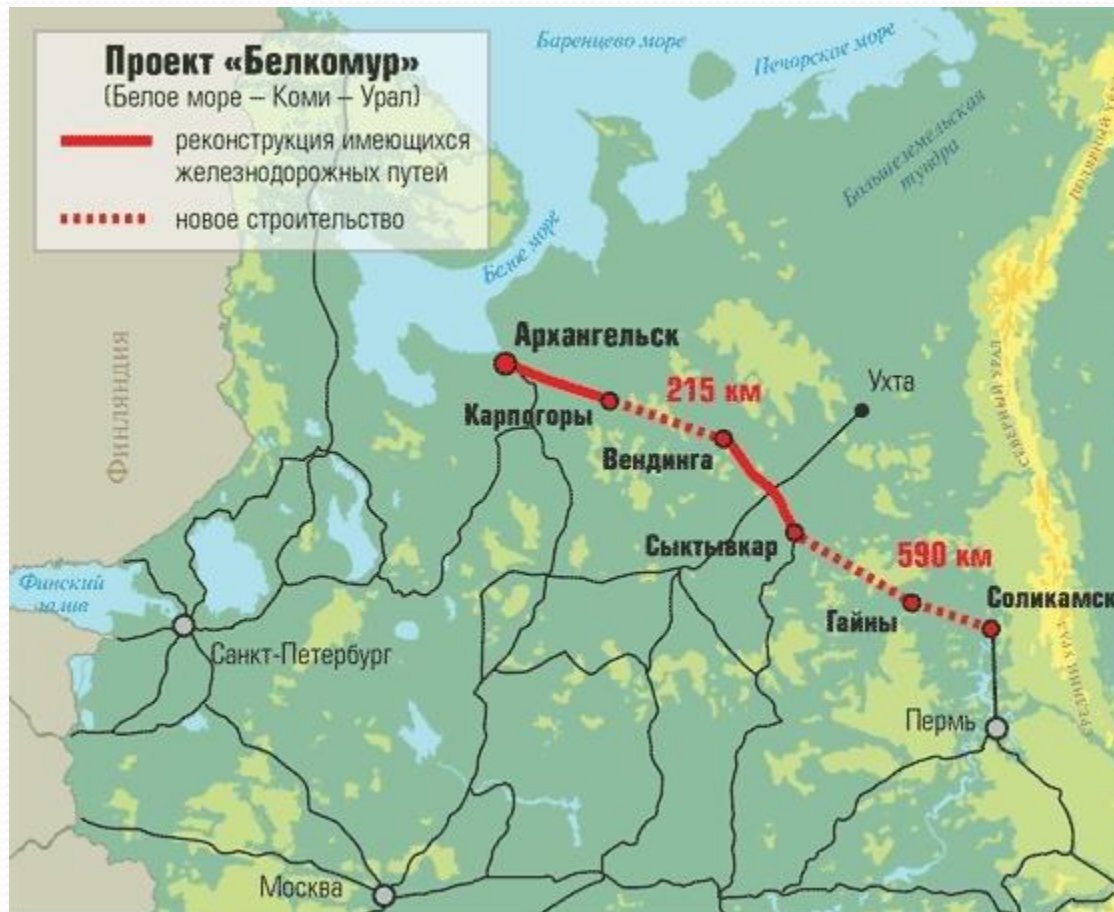 Проект «Белкомур»
(Белое море – Коми – Урал)
реконструкция имеющихся
железнодорожных путей
новое строительство
Баренцево море
Печорское море
Большеземельская
тундра
ПОЛЯРНЫЙ УРАЛ
Белое море
Финляндия
Архангельск
Карпогоры
215 км
Ухта
СЕВЕРНЫЙ УРАЛ
Вендинга
Сыктывкар
590 км
Гайны
Соликамск
Финский
залив
Санкт-Петербург
СРЕДНИЙ УРАЛ
Пермь
Москва